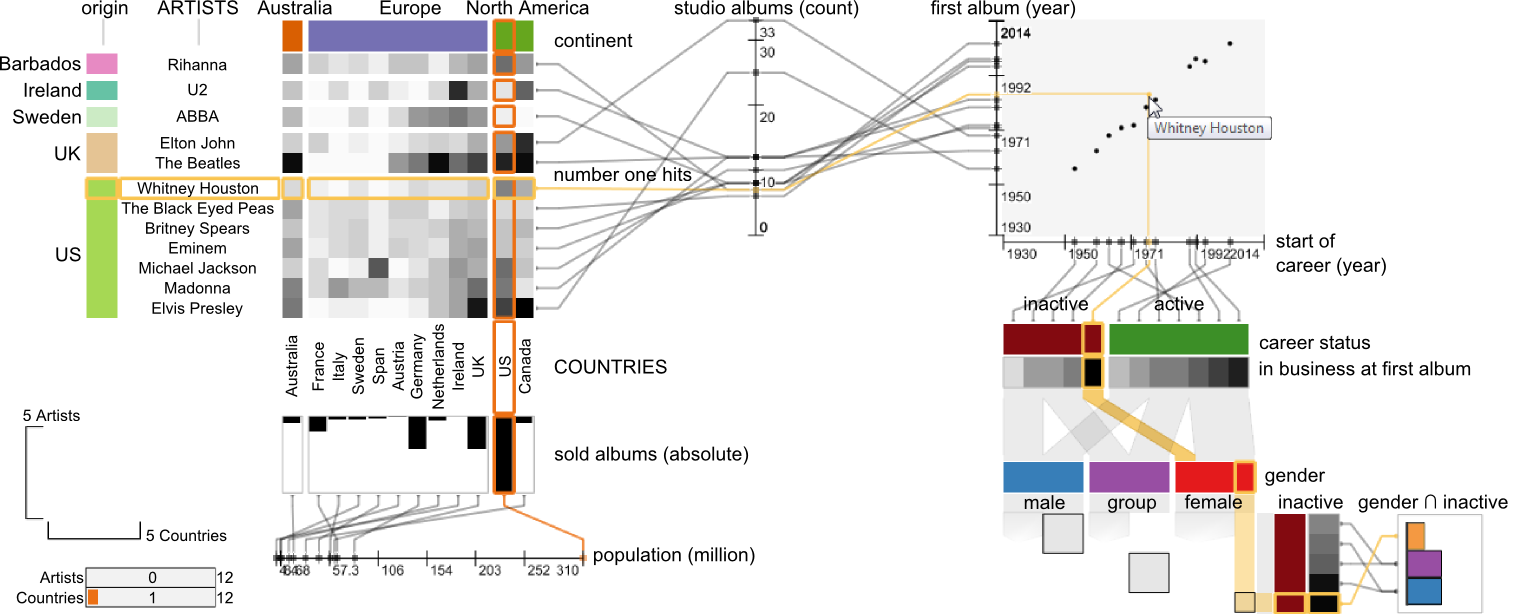 origin ARTISTS Australia Europe North America studio albums (count) first album (year)
continent
33
30
20
10
0
2014
1992
1971
1950
1930
Barbados Rihanna
Ireland U2
Sweden ABBA
UK
Elton John
The Beatles
number one hits
Whitney Houston
US
Whitney Houston
The Black Eyed Peas
Britney Spears
Eminem
Michael Jackson
Madonna
Elvis Presley
1930 1950 1971 1992 2014
start of
career (year)
inactive active
career status
in business at first album
Australia France Italy Sweden Span Austria Germany Netherlands Ireland UK US Canada
COUNTRIES
5 Artists
5 Countries
sold albums (absolute)
57.3 106 154 203 252 310
population (million)
gender
male group female inactive gender ∩ inactive
Artists 0 12
Countries 1 12